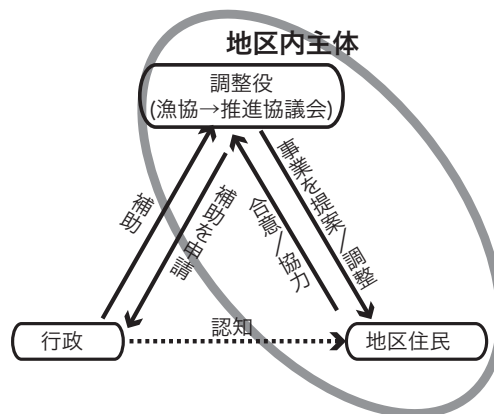 地区内主体
調整役
(漁協→推進協議会)
補助
補助を申請
合意/協力
事業を提案/調整
行政
認知
地区住民